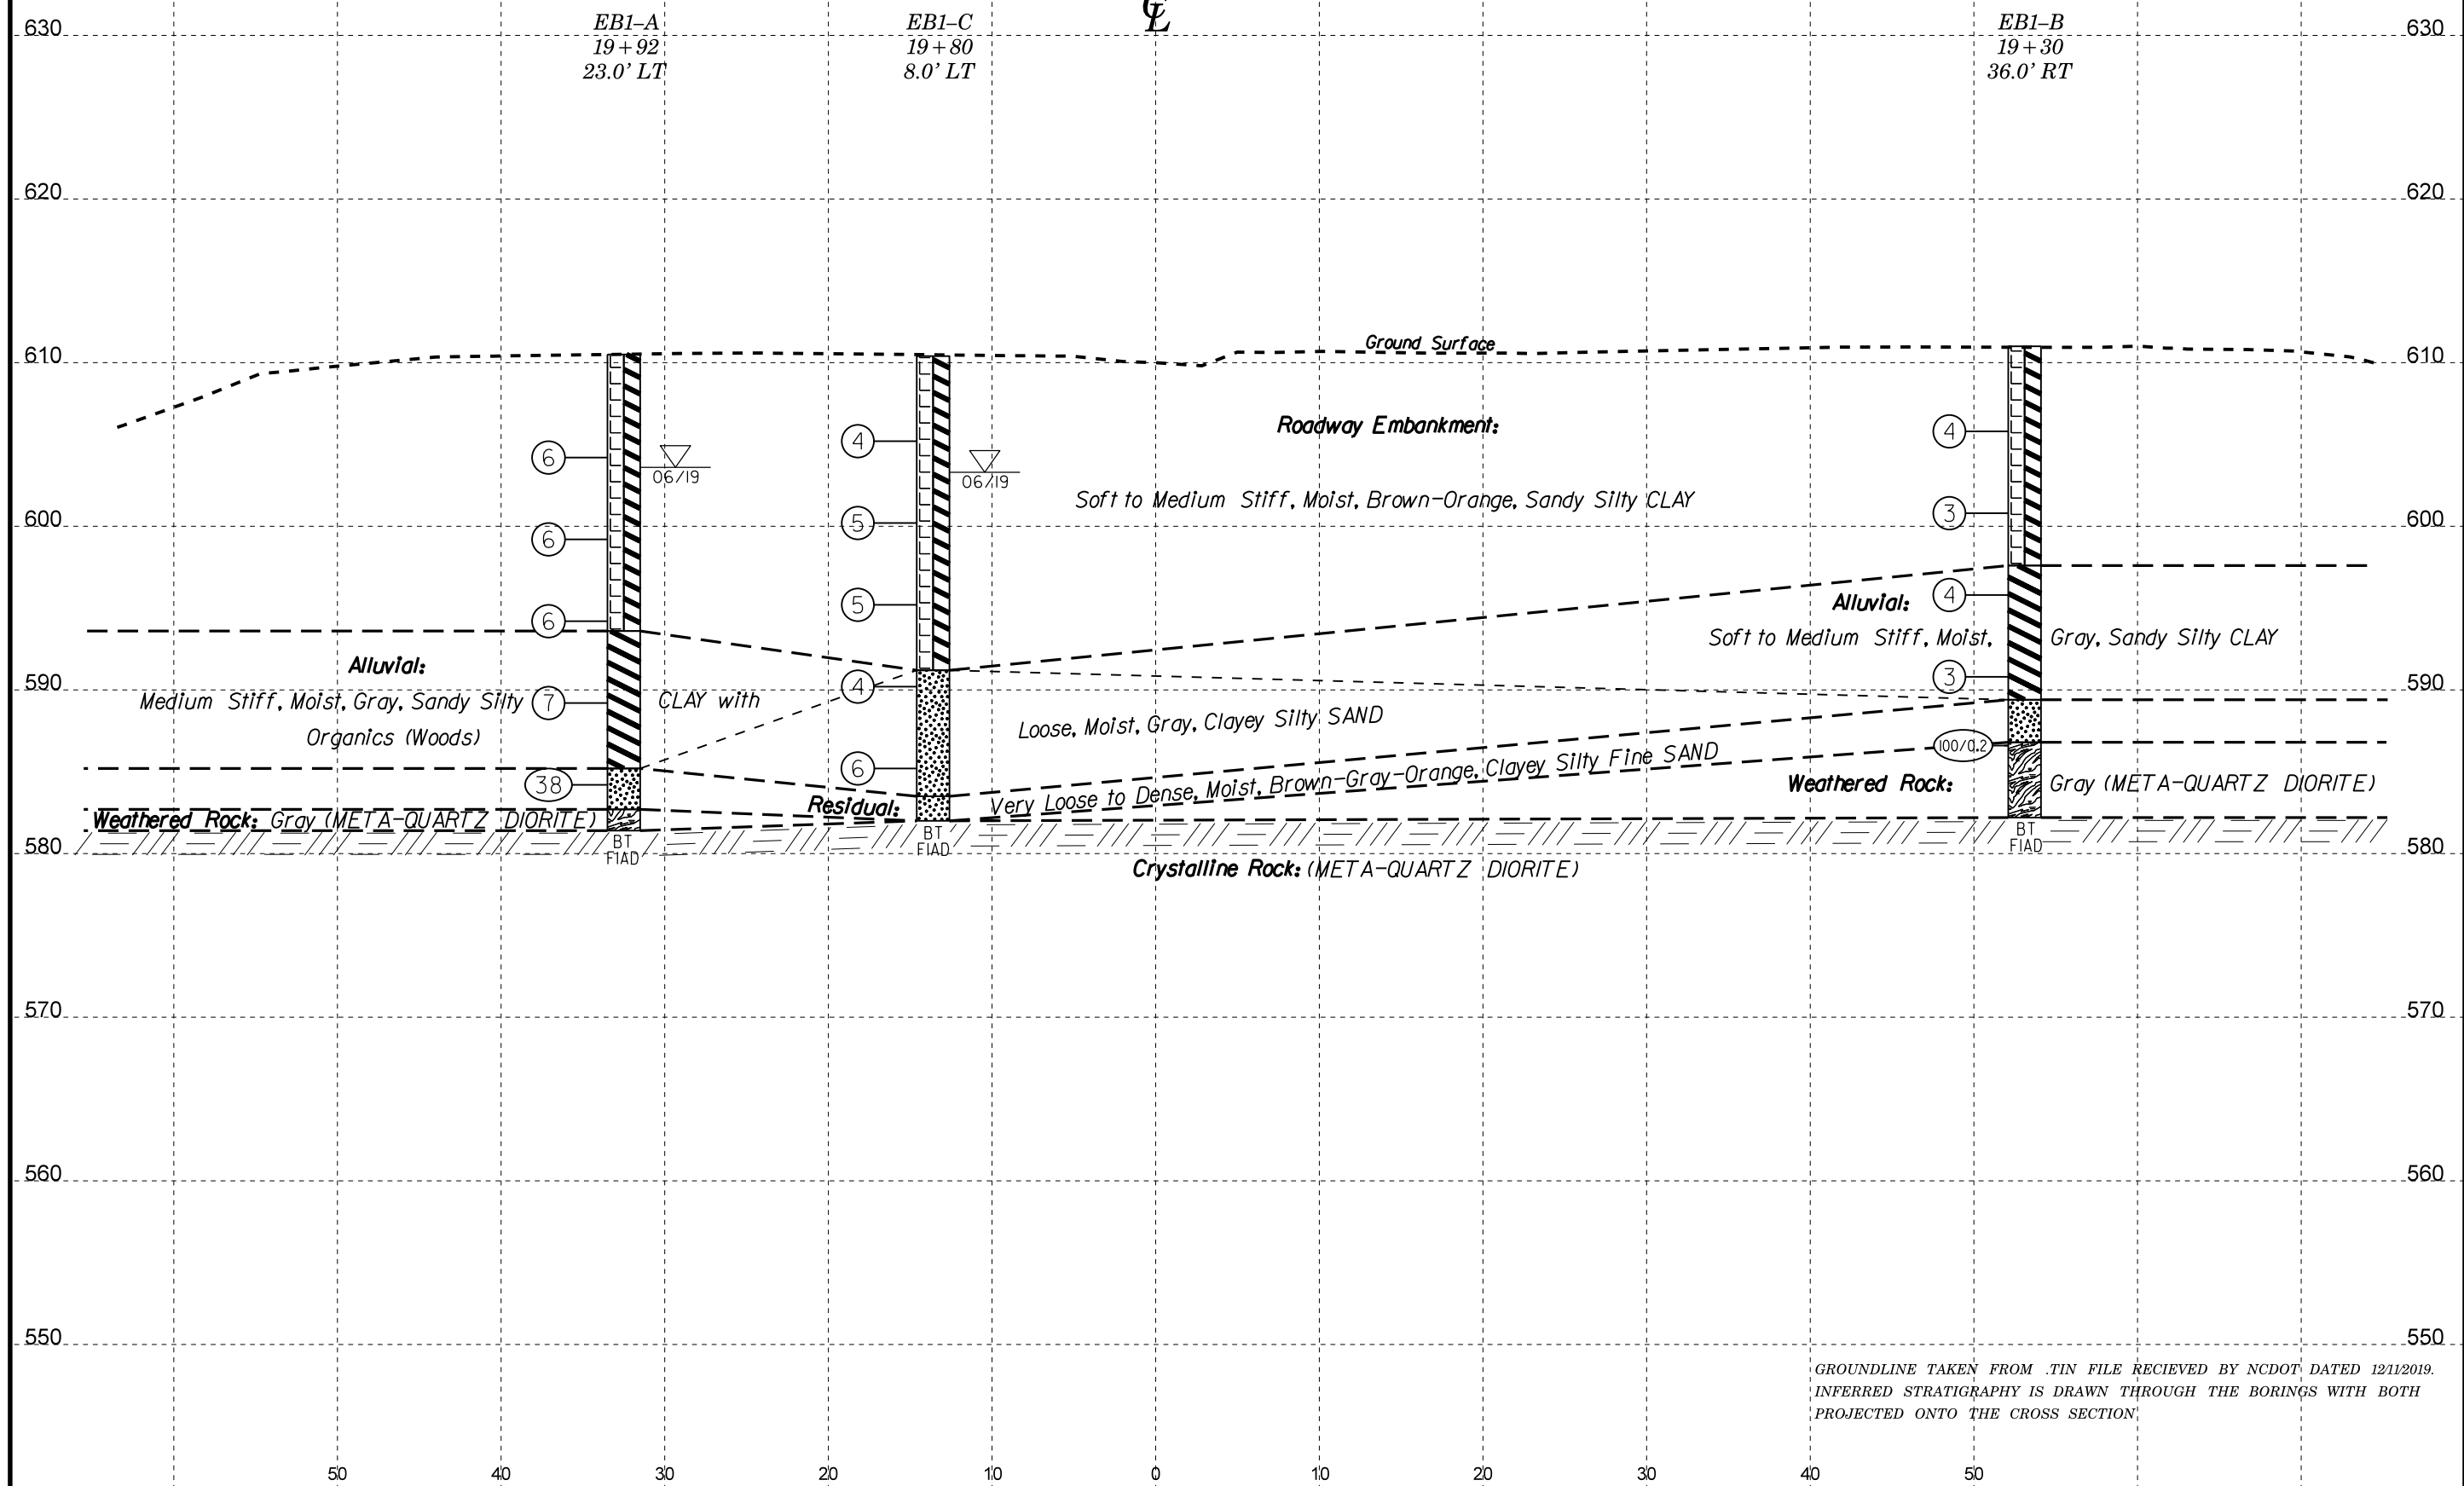 ℄
EB1-A
19+92
23.0' LT
EB1-C
19+80
8.0' LT
EB1-B
19+30
36.0' RT
630 630
620 620
Ground Surface
610 610
Roadway Embankment:
4 4
6
06/19 06/19
Soft to Medium Stiff, Moist, Brown-Orange, Sandy Silty CLAY
600 5 3 600
6
5 4
Alluvial:
6
Soft to Medium Stiff, Moist, Gray, Sandy Silty CLAY
Alluvial:
590 4 3 590
Medium Stiff, Moist, Gray, Sandy Silty 7 CLAY with
Organics (Woods)
Loose, Moist, Gray, Clayey Silty SAND
100/0.2
6
38
Very Loose to Dense, Moist, Brown-Gray-Orange, Clayey Silty Fine SAND
Weathered Rock: Gray (META-QUARTZ DIORITE)
Residual:
Weathered Rock: Gray (META-QUARTZ DIORITE)
BT
FIAD
BT
FIAD
BT
FIAD
580 580
Crystalline Rock: (META-QUARTZ DIORITE)
570 570
560 560
550 550
GROUNDLINE TAKEN FROM .TIN FILE RECIEVED BY NCDOT DATED 12/11/2019.
INFERRED STRATIGRAPHY IS DRAWN THROUGH THE BORINGS WITH BOTH
PROJECTED ONTO THE CROSS SECTION
50 40 30 20 10 0 10 20 30 40 50